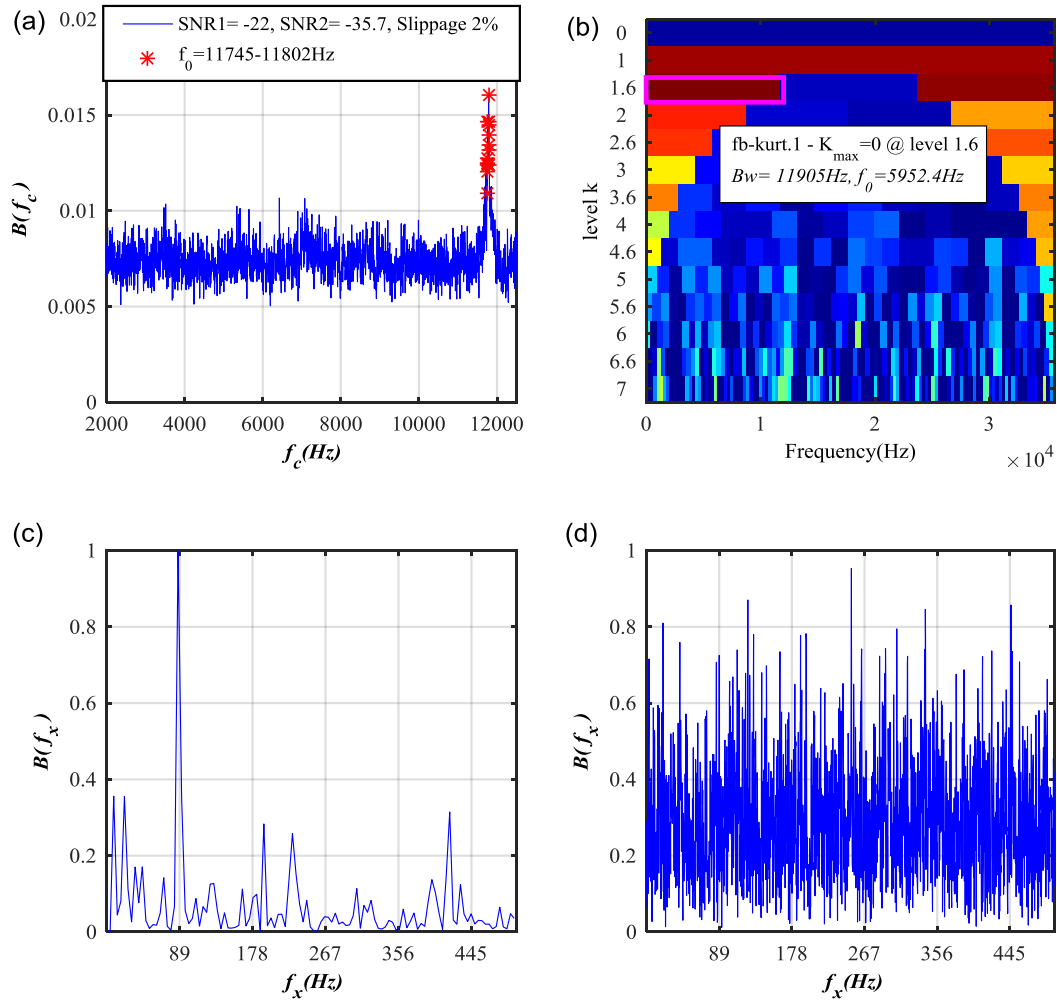 (a)
0.02
SNR1= -22, SNR2= -35.7, Slippage 2%
f0=11745-11802Hz
0.015
0.01
0.005
0
B(fc)
2000 4000 6000 8000 10000 12000
fc(Hz)
(b)
0
1
1.6
2
2.6
3
3.6
4
4.6
5
5.6
6
6.6
7
level k
fb-kurt.1 - Kmax=0 @ level 1.6
Bw= 11905Hz, f0=5952.4Hz
0 1 2 3
Frequency(Hz)
×10^4
(c)
1
0.8
0.6
0.4
0.2
0
B(fx)
89 178 267 356 445
fx(Hz)
(d)
1
0.8
0.6
0.4
0.2
0
B(fx)
89 178 267 356 445
fx(Hz)